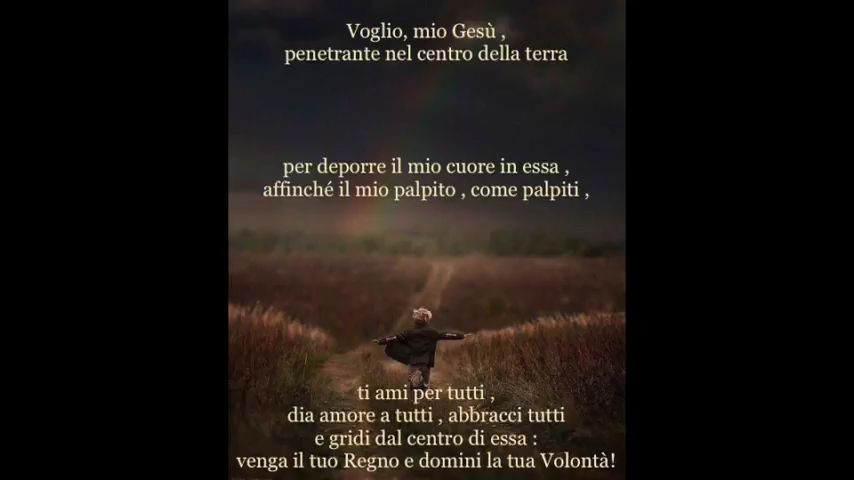 Voglio, mio Gesù ,
penetrante nel centro della terra
per deporre il mio cuore in essa ,
affinché il mio palpito , come palpiti ,
ti ami per tutti ,
dia amore a tutti , abbracci tutti
e gridi dal centro di essa :
venga il tuo Regno e domini la tua Volontà!